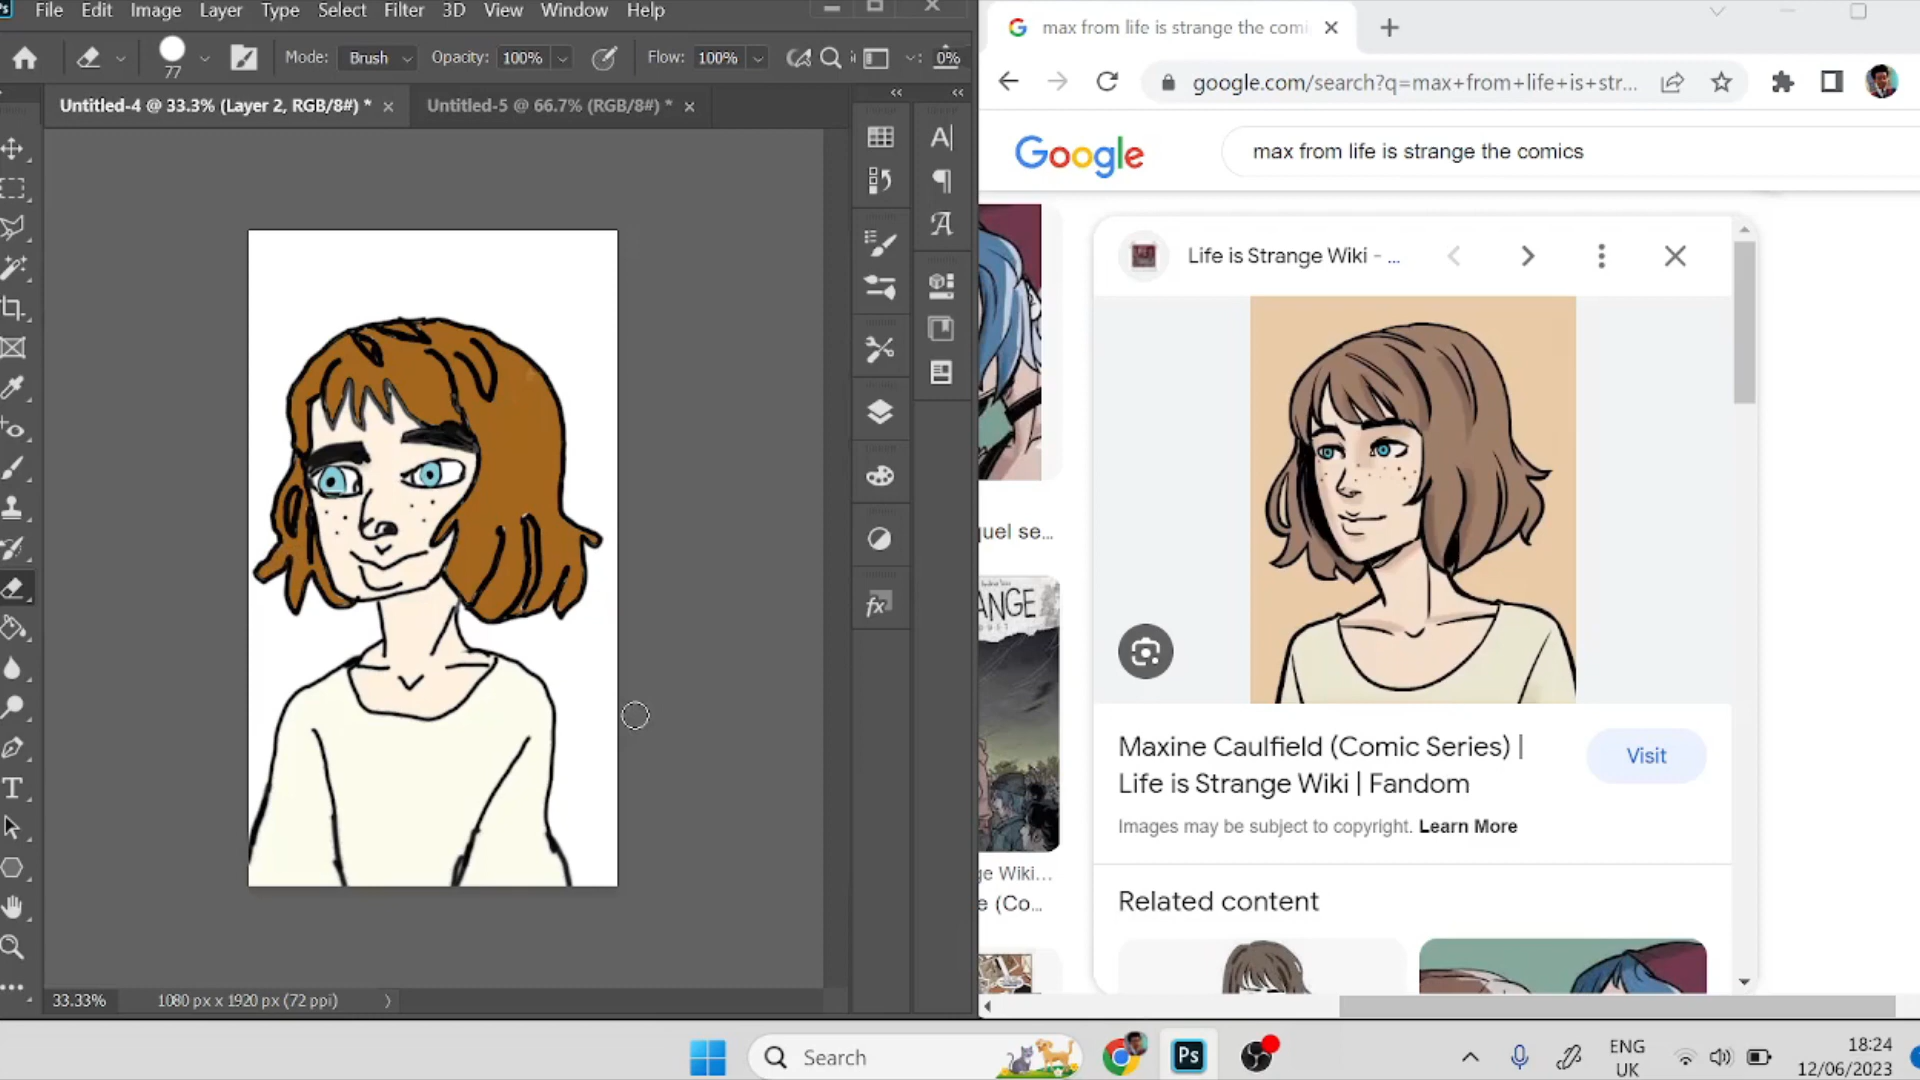 File Edit Image Layer Type Select Filter 3D View Window Help
77
Mode: Brush Opacity: 100% Flow: 100% 0%
Untitled-4 @ 33.3% (Layer 2, RGB/8#) * Untitled-5 @ 66.7% (RGB/8#) *
33.33% 1080 px x 1920 px (72 ppi)
max from life is strange the comi
google.com/search?q=max+from+life+is+str...
Google
max from life is strange the comics
Life is Strange Wiki - ...
quel se...
ANGE
ge Wiki...
e (Co...
Maxine Caulfield (Comic Series) |
Life is Strange Wiki | Fandom
Visit
Images may be subject to copyright. Learn More
Related content
Search
Ps
ENG
UK
18:24
12/06/2023